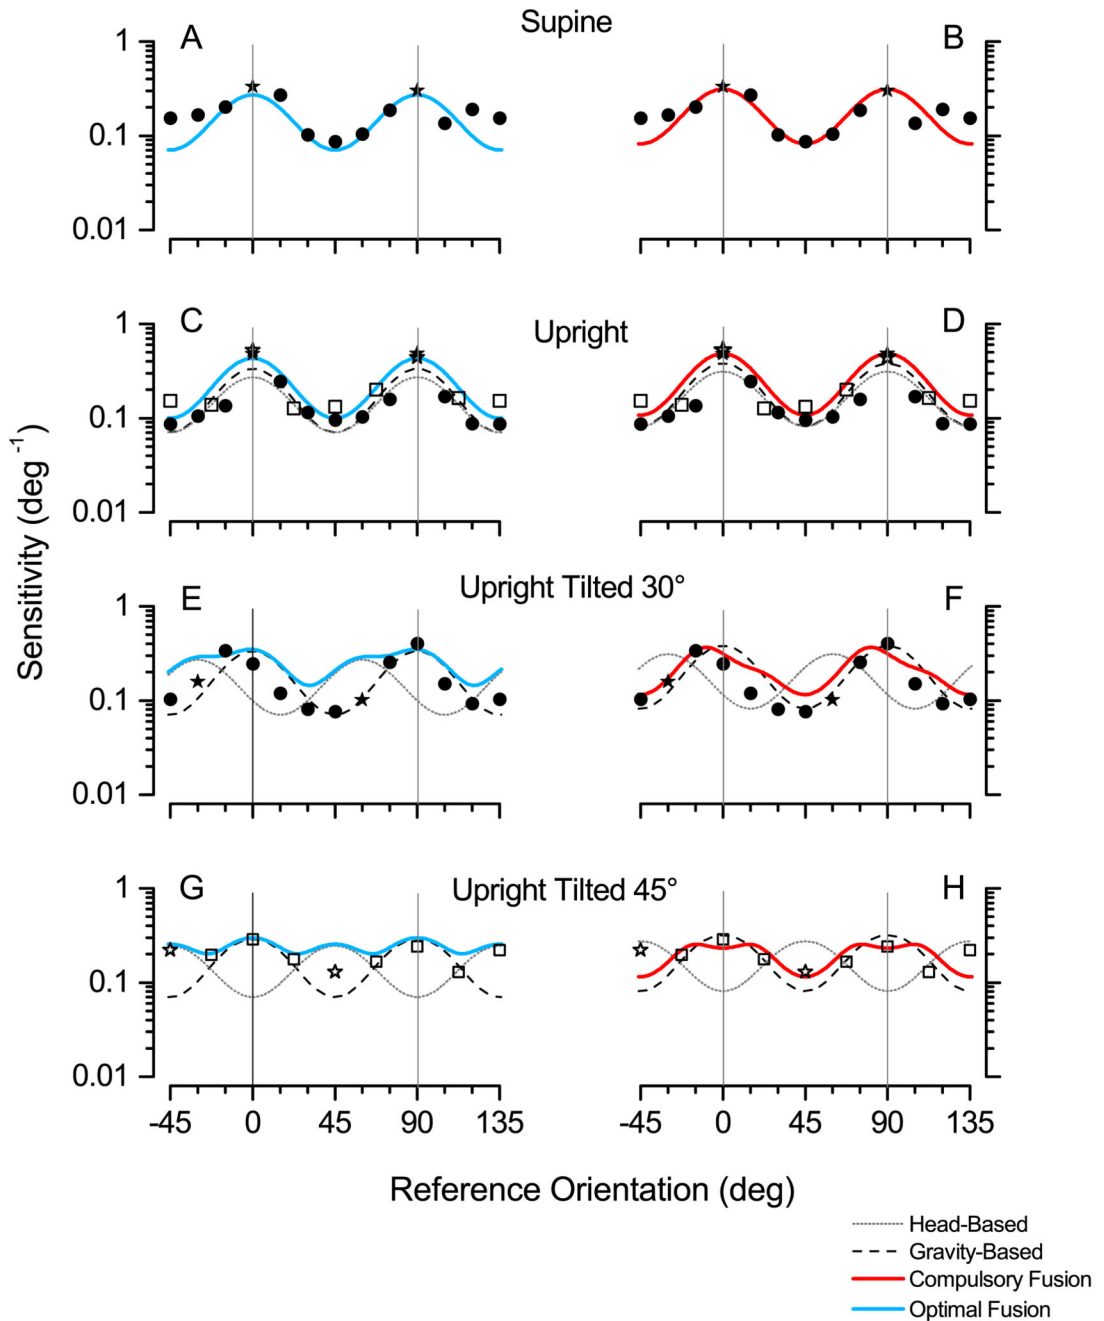 Supine
A
B
1
0.1
0.01
Upright
C
D
1
0.1
0.01
Upright Tilted 30°
E
F
1
0.1
0.01
Upright Tilted 45°
G
H
1
0.1
0.01
-45 0 45 90 135 -45 0 45 90 135
Sensitivity (deg⁻¹)
Reference Orientation (deg)
Head-Based
Gravity-Based
Compulsory Fusion
Optimal Fusion